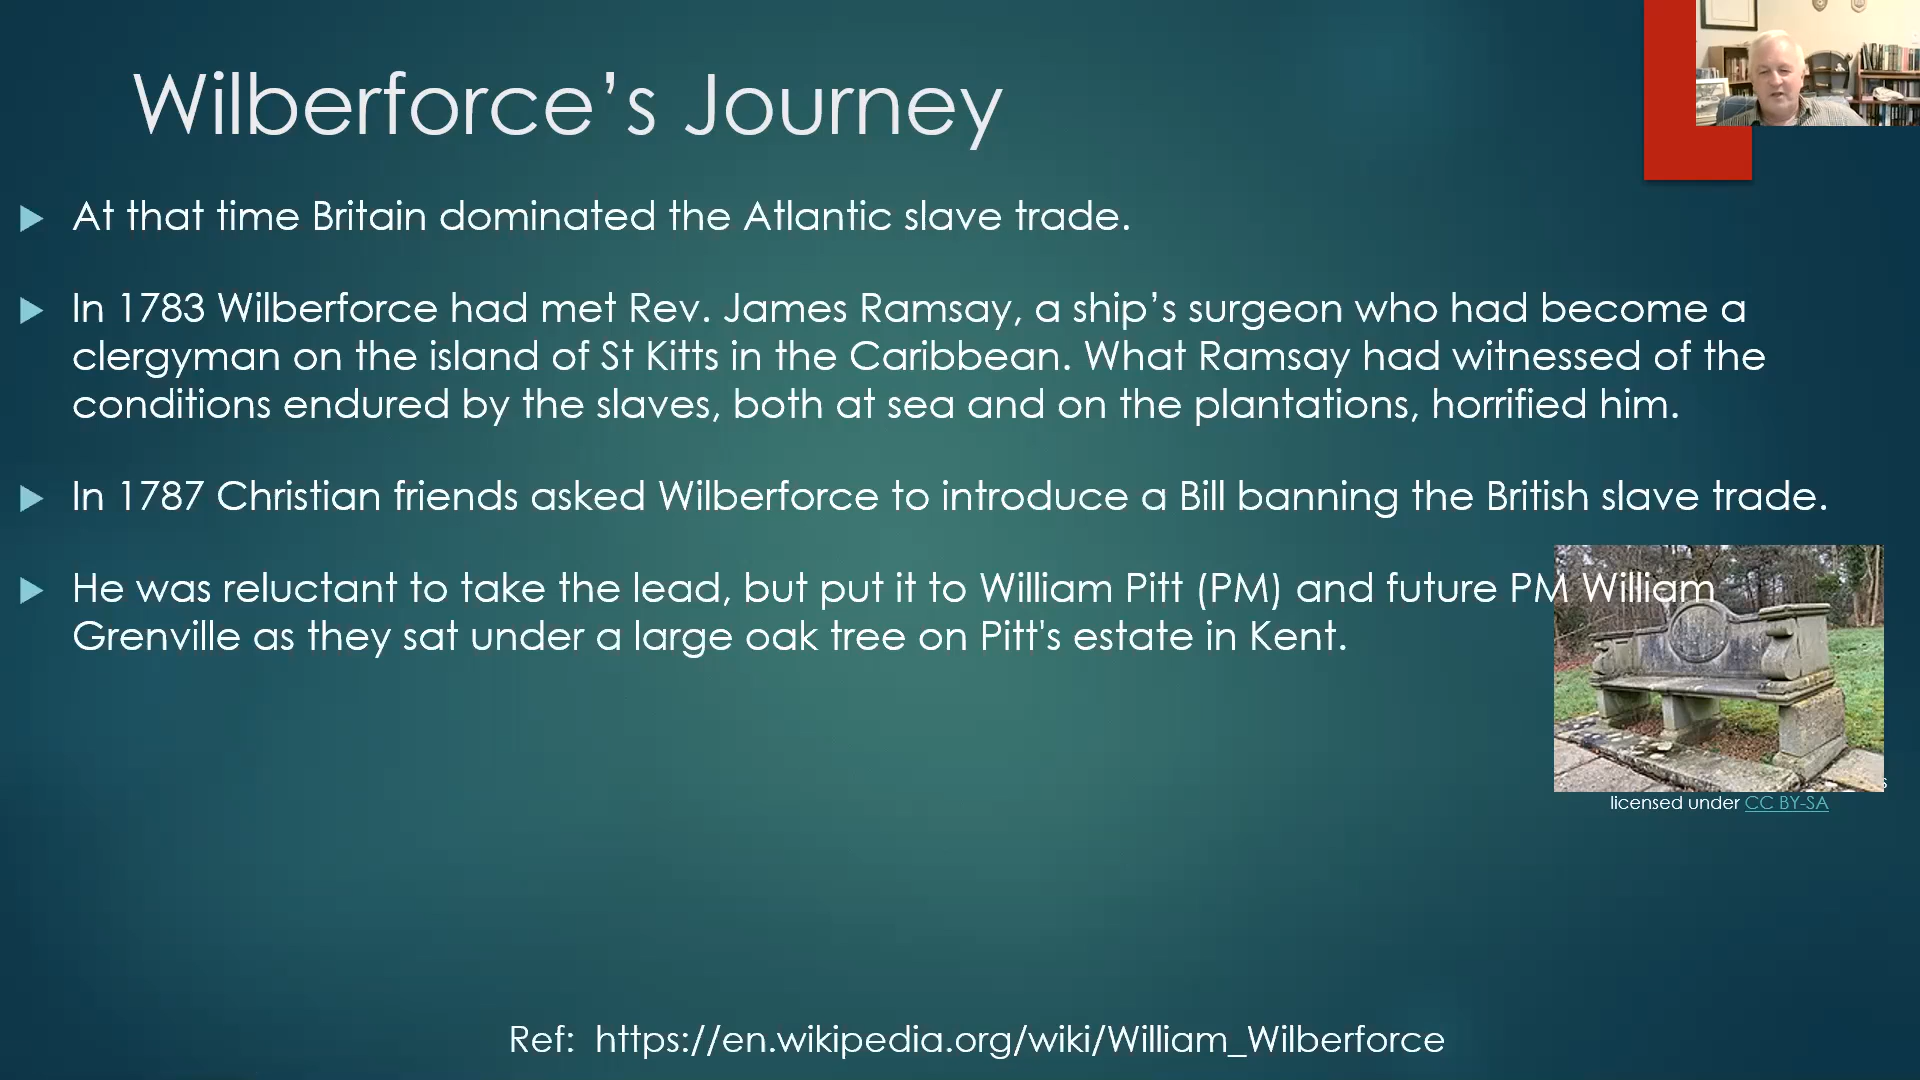 Wilberforce’s Journey
At that time Britain dominated the Atlantic slave trade.
In 1783 Wilberforce had met Rev. James Ramsay, a ship’s surgeon who had become a
clergyman on the island of St Kitts in the Caribbean. What Ramsay had witnessed of the
conditions endured by the slaves, both at sea and on the plantations, horrified him.
In 1787 Christian friends asked Wilberforce to introduce a Bill banning the British slave trade.
He was reluctant to take the lead, but put it to William Pitt (PM) and future PM William
Grenville as they sat under a large oak tree on Pitt's estate in Kent.
licensed under CC BY-SA
Ref: https://en.wikipedia.org/wiki/William_Wilberforce